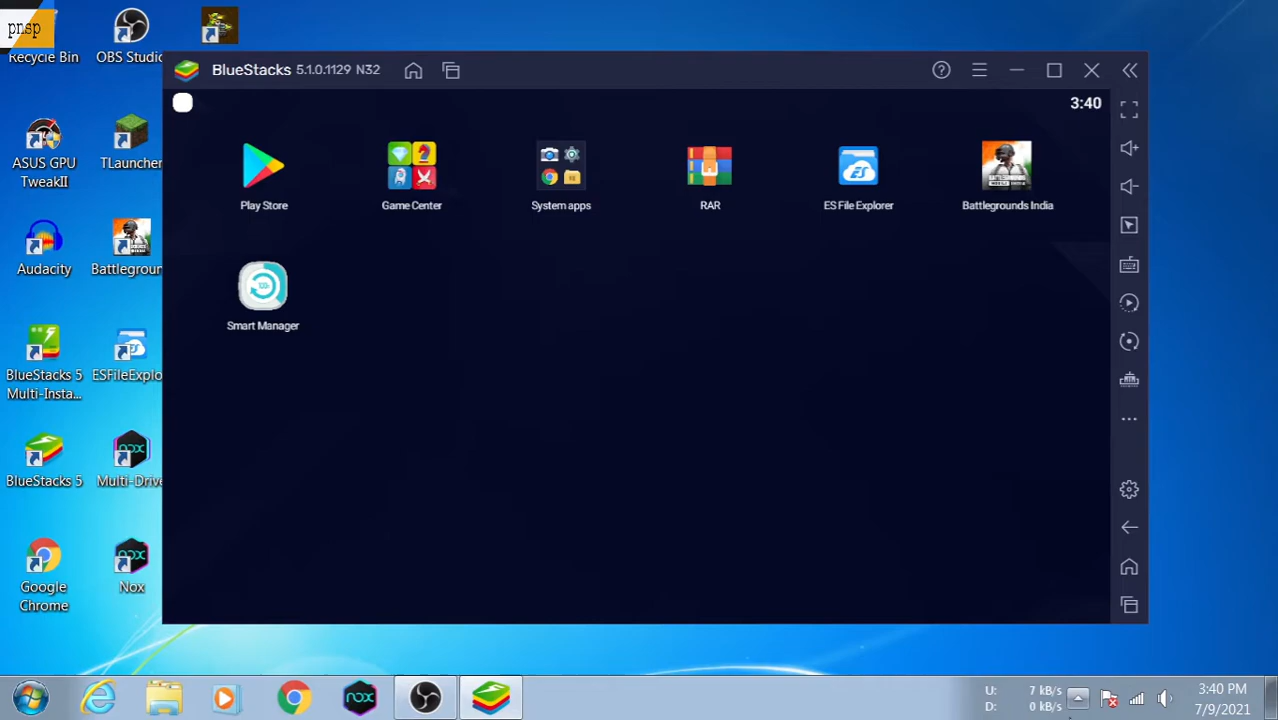 pnsp
Recycle Bin
OBS Studio
ASUS GPU
TweakII
TLauncher
Audacity
Battlegroun
BlueStacks 5
Multi-Insta...
ESFileExplo
BlueStacks 5
Multi-Drive
Google
Chrome
nox
Nox
BlueStacks 5.1.0.1129 N32
3:40
Play Store
Game Center
System apps
RAR
ES File Explorer
Battlegrounds India
Smart Manager
nox
U: 7 kB/s
D: 0 kB/s
3:40 PM
7/9/2021